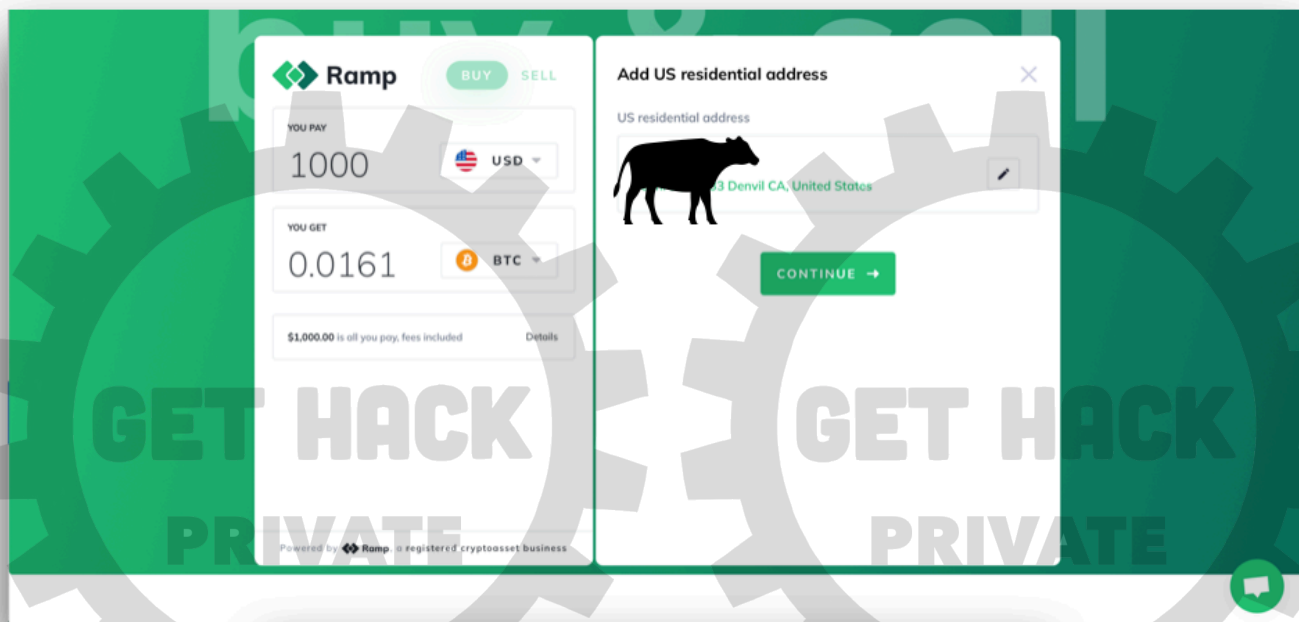 buy & sell
Ramp
BUY SELL
YOU PAY
1000
USD
YOU GET
0.0161
BTC
$1,000.00 is all you pay, fees included Details
Powered by Ramp, a registered cryptoasset business
Add US residential address
US residential address
3 Denvil CA, United States
CONTINUE →
GET HACK
PRIVATE
GET HACK
PRIVATE